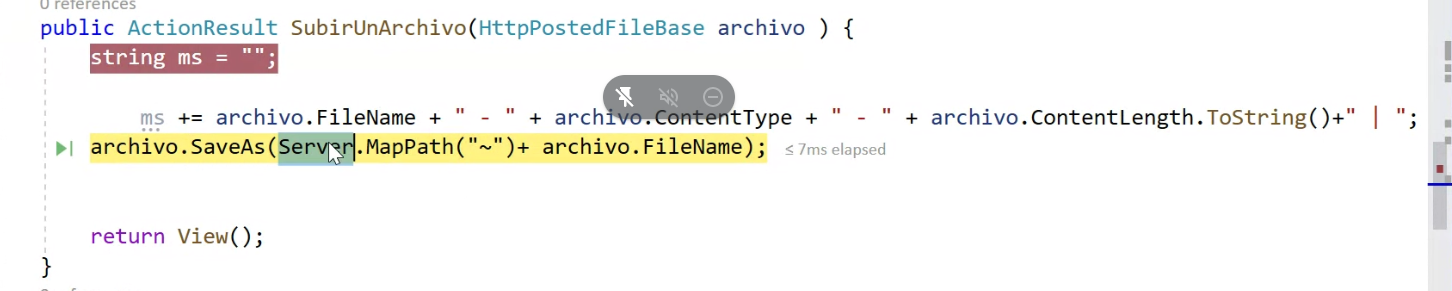 0 references
public ActionResult SubirUnArchivo(HttpPostedFileBase archivo ) {
string ms = "";
ms += archivo.FileName + " - " + archivo.ContentType + " - " + archivo.ContentLength.ToString()+" | ";
archivo.SaveAs(Server.MapPath("~")+ archivo.FileName); ≤ 7ms elapsed
return View();
}